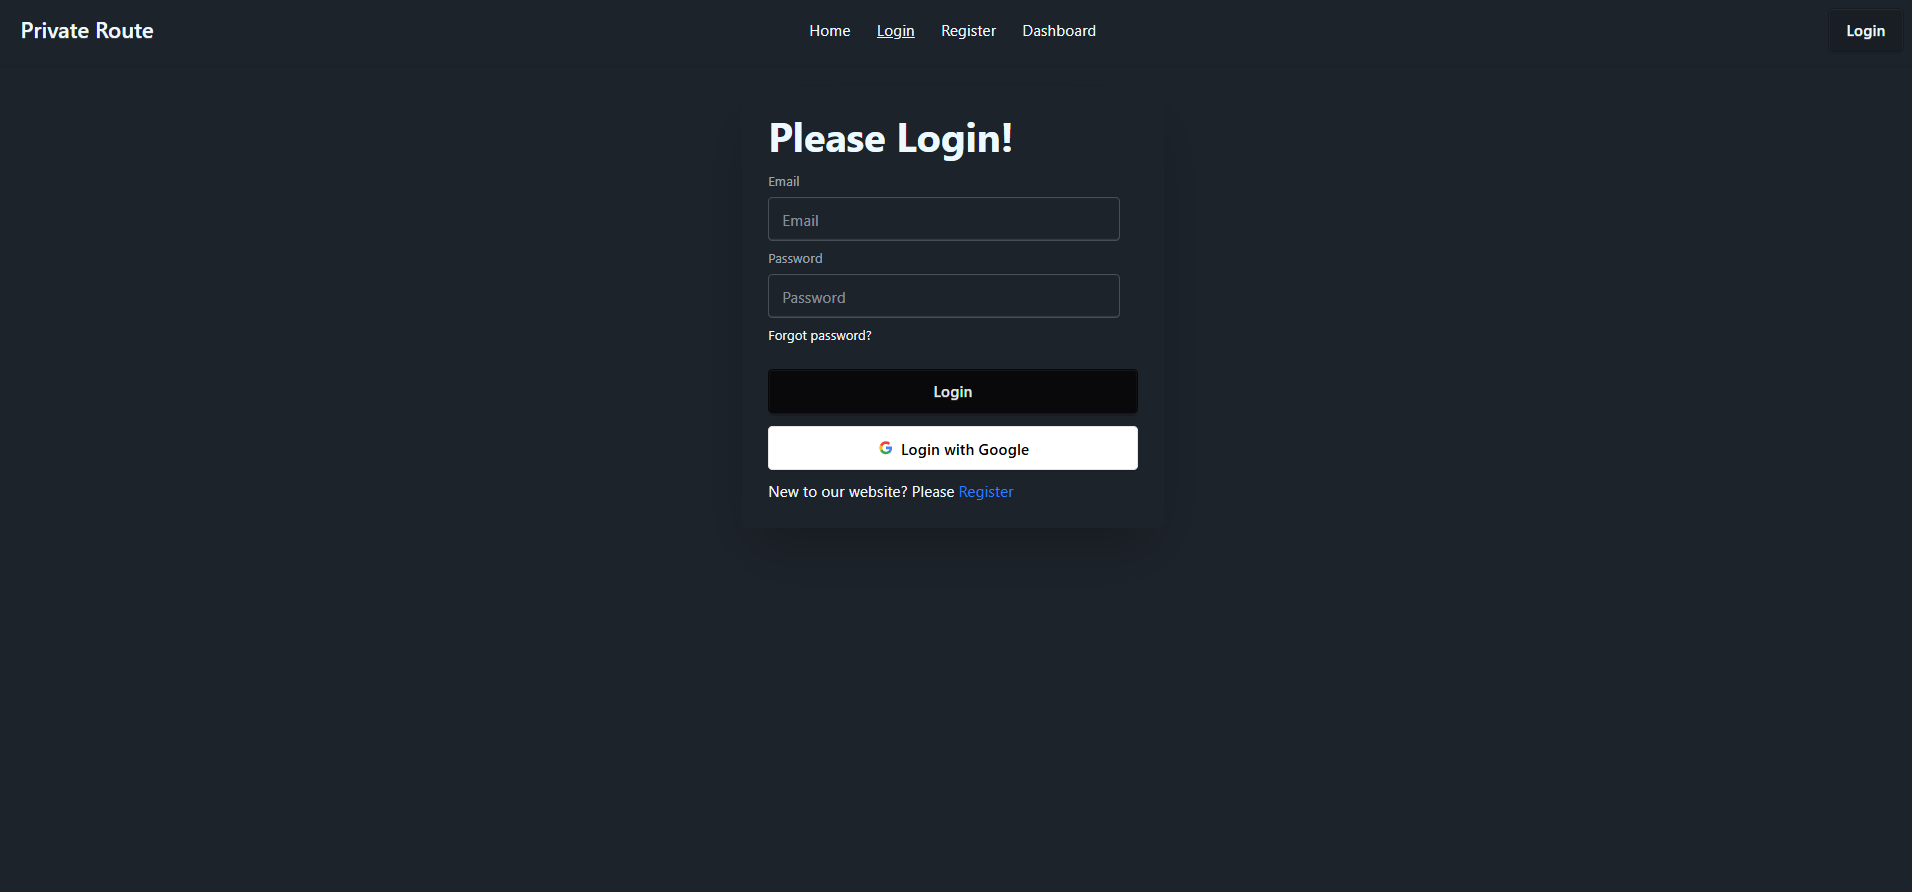 Private Route Home Login Register Dashboard Login
Please Login!
Email
Email
Password
Password
Forgot password?
Login
Login with Google
New to our website? Please Register